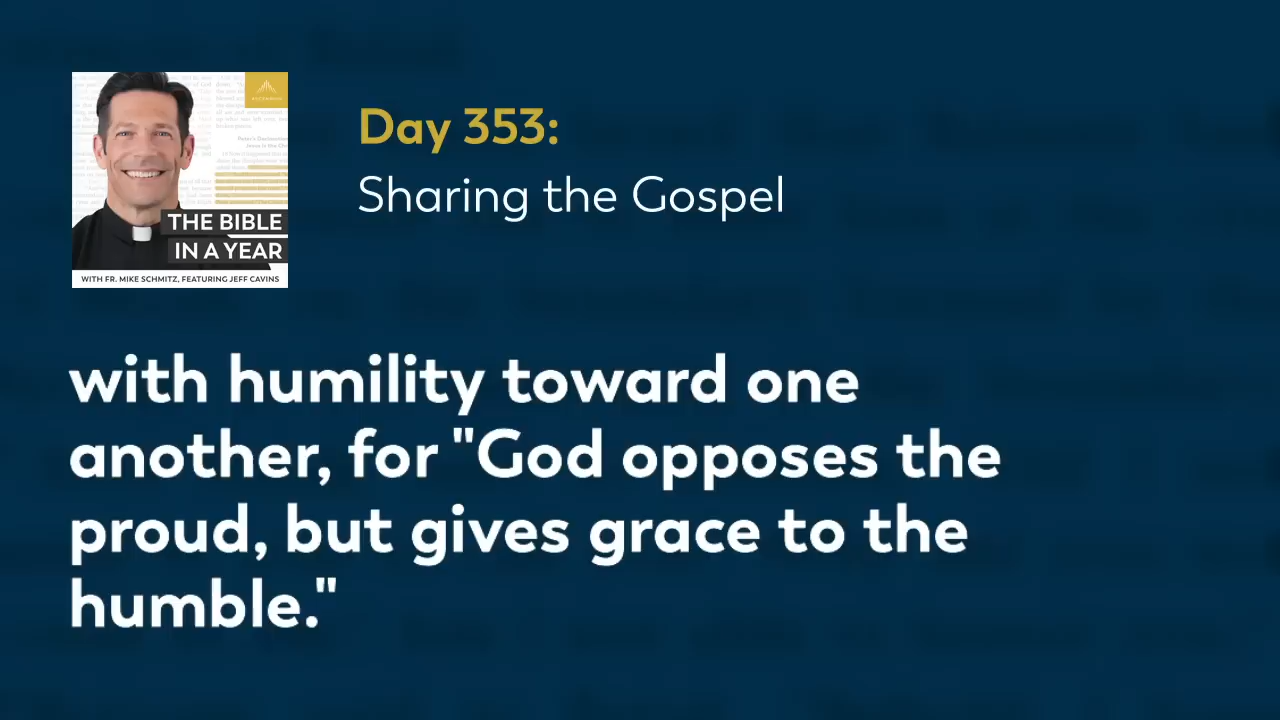 Day 353:
Sharing the Gospel
THE BIBLE
IN A YEAR
WITH FR. MIKE SCHMITZ, FEATURING JEFF CAVINS
with humility toward one
another, for "God opposes the
proud, but gives grace to the
humble."